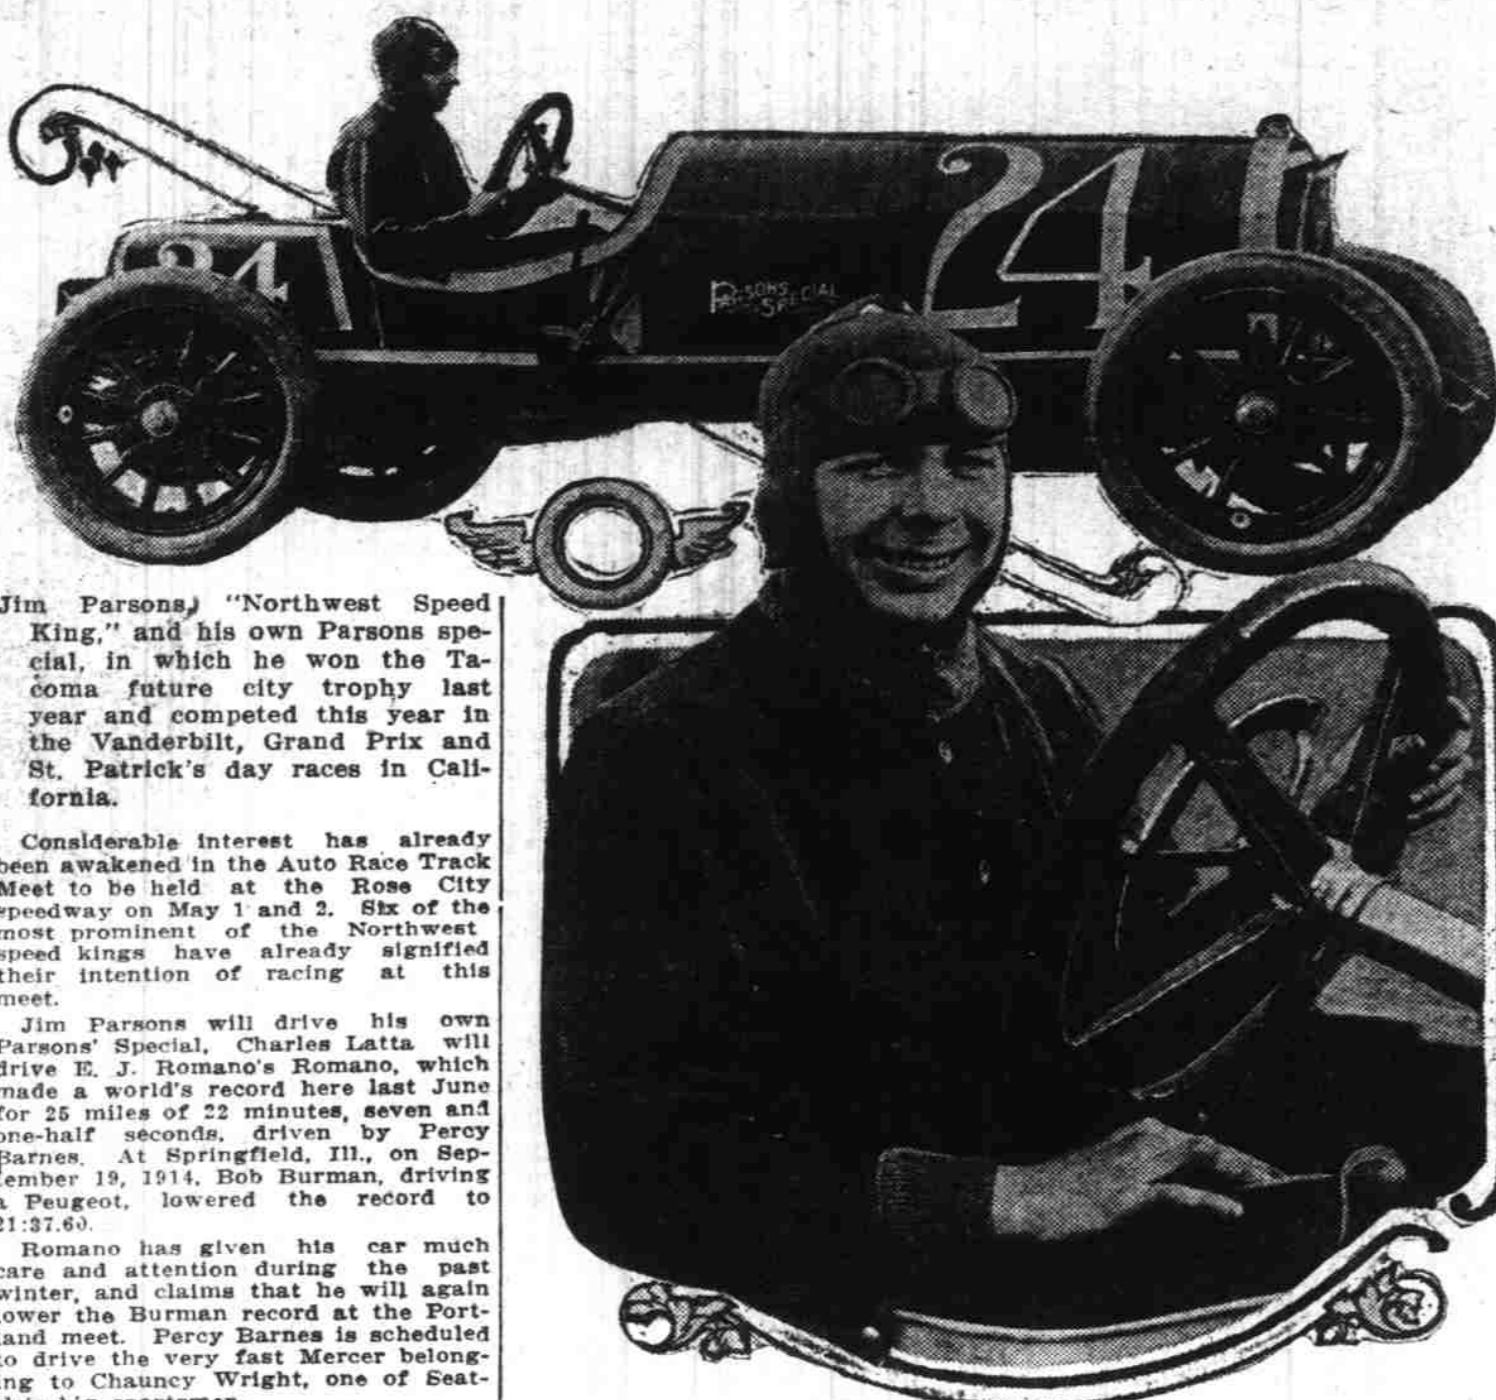 24
24
PARSONS
SPECIAL
Jim Parsons, "Northwest Speed
King," and his own Parsons spe-
cial, in which he won the Ta-
coma future city trophy last
year and competed this year in
the Vanderbilt, Grand Prix and
St. Patrick's day races in Cali-
fornia.
Considerable interest has already
been awakened in the Auto Race Track
Meet to be held at the Rose City
speedway on May 1 and 2. Six of the
most prominent of the Northwest
speed kings have already signified
their intention of racing at this
meet.
Jim Parsons will drive his own
Parsons' Special, Charles Latta will
drive E. J. Romano's Romano, which
made a world's record here last June
for 25 miles of 22 minutes, seven and
one-half seconds, driven by Percy
Barnes. At Springfield, Ill., on Sep-
tember 19, 1914, Bob Burman, driving
a Peugeot, lowered the record to
21:37.60.
Romano has given his car much
care and attention during the past
winter, and claims that he will again
lower the Burman record at the Port-
land meet. Percy Barnes is scheduled
to drive the very fast Mercer belong-
ing to Chauncy Wright, one of Seat-